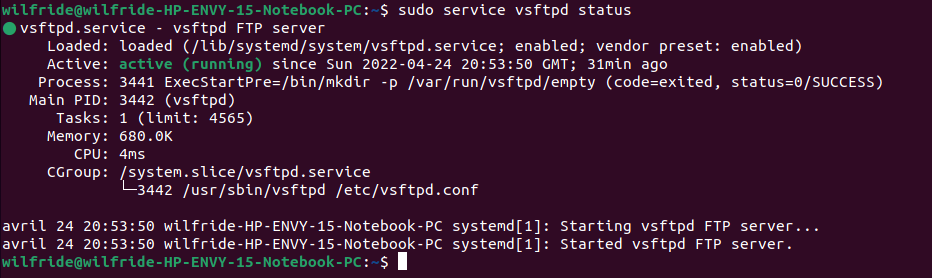 wilfride@wilfride-HP-ENVY-15-Notebook-PC:~$ sudo service vsftpd status
● vsftpd.service - vsftpd FTP server
     Loaded: loaded (/lib/systemd/system/vsftpd.service; enabled; vendor preset: enabled)
     Active: active (running) since Sun 2022-04-24 20:53:50 GMT; 31min ago
    Process: 3441 ExecStartPre=/bin/mkdir -p /var/run/vsftpd/empty (code=exited, status=0/SUCCESS)
   Main PID: 3442 (vsftpd)
      Tasks: 1 (limit: 4565)
     Memory: 680.0K
        CPU: 4ms
     CGroup: /system.slice/vsftpd.service
             └─3442 /usr/sbin/vsftpd /etc/vsftpd.conf

avril 24 20:53:50 wilfride-HP-ENVY-15-Notebook-PC systemd[1]: Starting vsftpd FTP server...
avril 24 20:53:50 wilfride-HP-ENVY-15-Notebook-PC systemd[1]: Started vsftpd FTP server.
wilfride@wilfride-HP-ENVY-15-Notebook-PC:~$